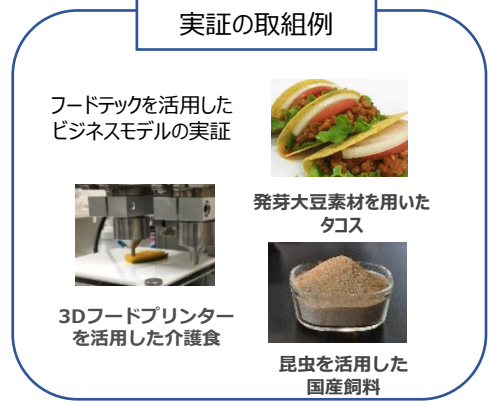 実証の取組例
フードテックを活用した
ビジネスモデルの実証
発芽大豆素材を用いた
タコス
3Dフードプリンター
を活用した介護食
昆虫を活用した
国産飼料